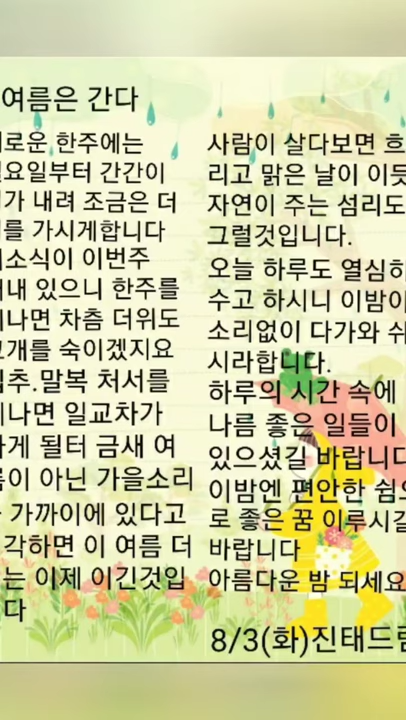 여름은 간다
로운 한주에는
요일부터 간간이
가 내려 조금은 더
를 가시게합니다
소식이 이번주
내 있으니 한주를
나면 차츰 더위도
개를 숙이겠지요
추.말복 처서를
나면 일교차가
게 될터 금새 여
이 아닌 가을소리
가까이에 있다고
각하면 이 여름 더
는 이제 이긴것입
다
사람이 살다보면 흐
리고 맑은 날이 이듯
자연이 주는 섬리도
그럴것입니다.
오늘 하루도 열심히
수고 하시니 이밤이
소리없이 다가와 쉬
시라합니다.
하루의 시간 속에
나름 좋은 일들이
있으셨길 바랍니다
이밤엔 편안한 쉼으
로 좋은 꿈 이루시길
바랍니다
아름다운 밤 되세요
8/3(화)진태드림